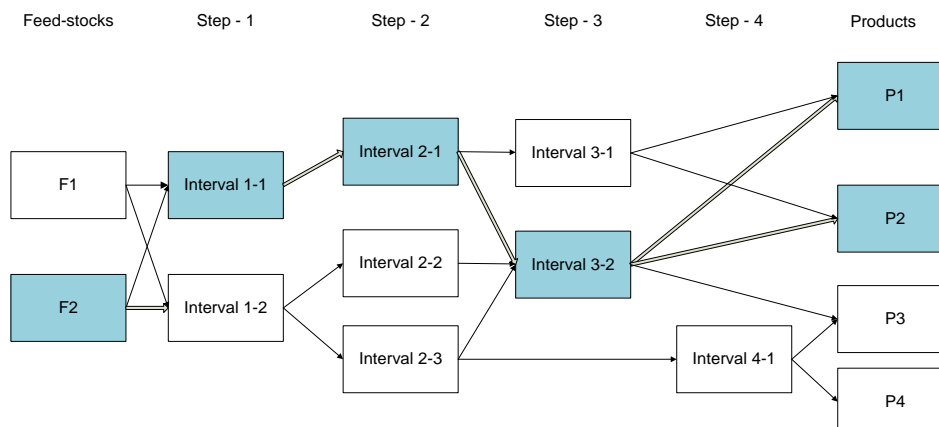 Feed-stocks
Step - 1
Step - 2
Step - 3
Step - 4
Products
F1
F2
Interval 1-1
Interval 1-2
Interval 2-1
Interval 2-2
Interval 2-3
Interval 3-1
Interval 3-2
Interval 4-1
P1
P2
P3
P4